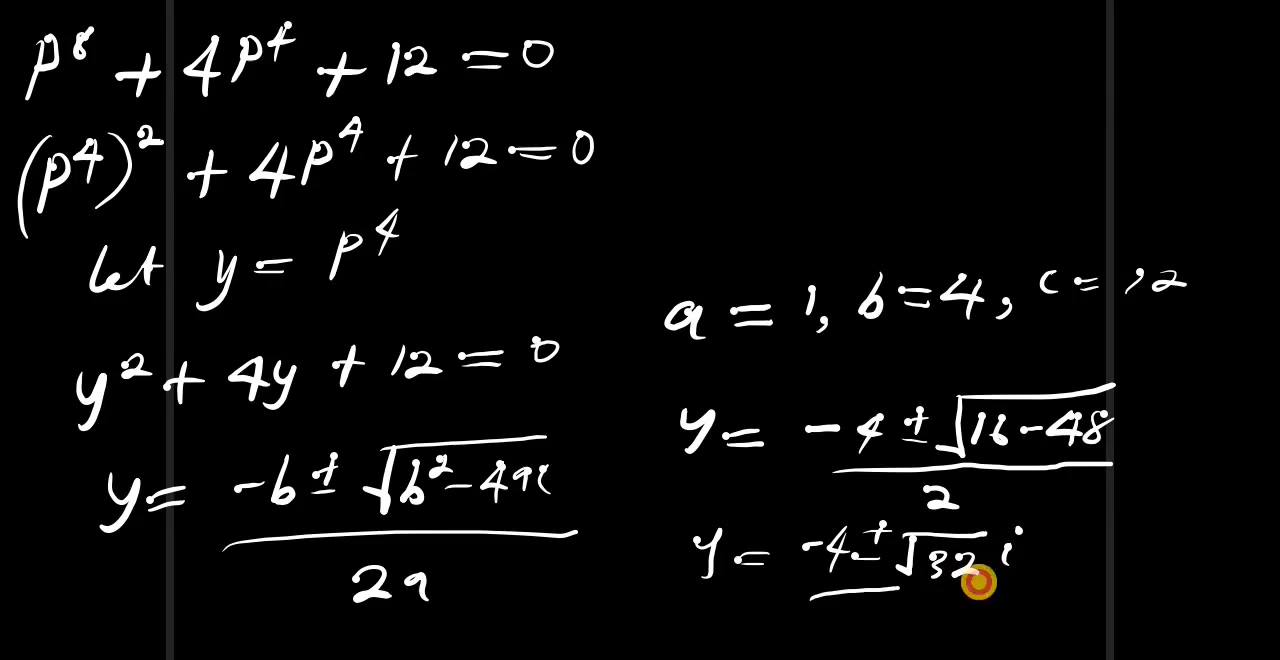 p⁸ + 4p⁴ + 12 = 0
(p⁴)² + 4p⁴ + 12 = 0
let y = p⁴
y² + 4y + 12 = 0
y = (-b ± √(b² - 4ac)) / 2a
a = 1, b = 4, c = 12
y = (-4 ± √(16 - 48)) / 2
y = -4 ± √32 i